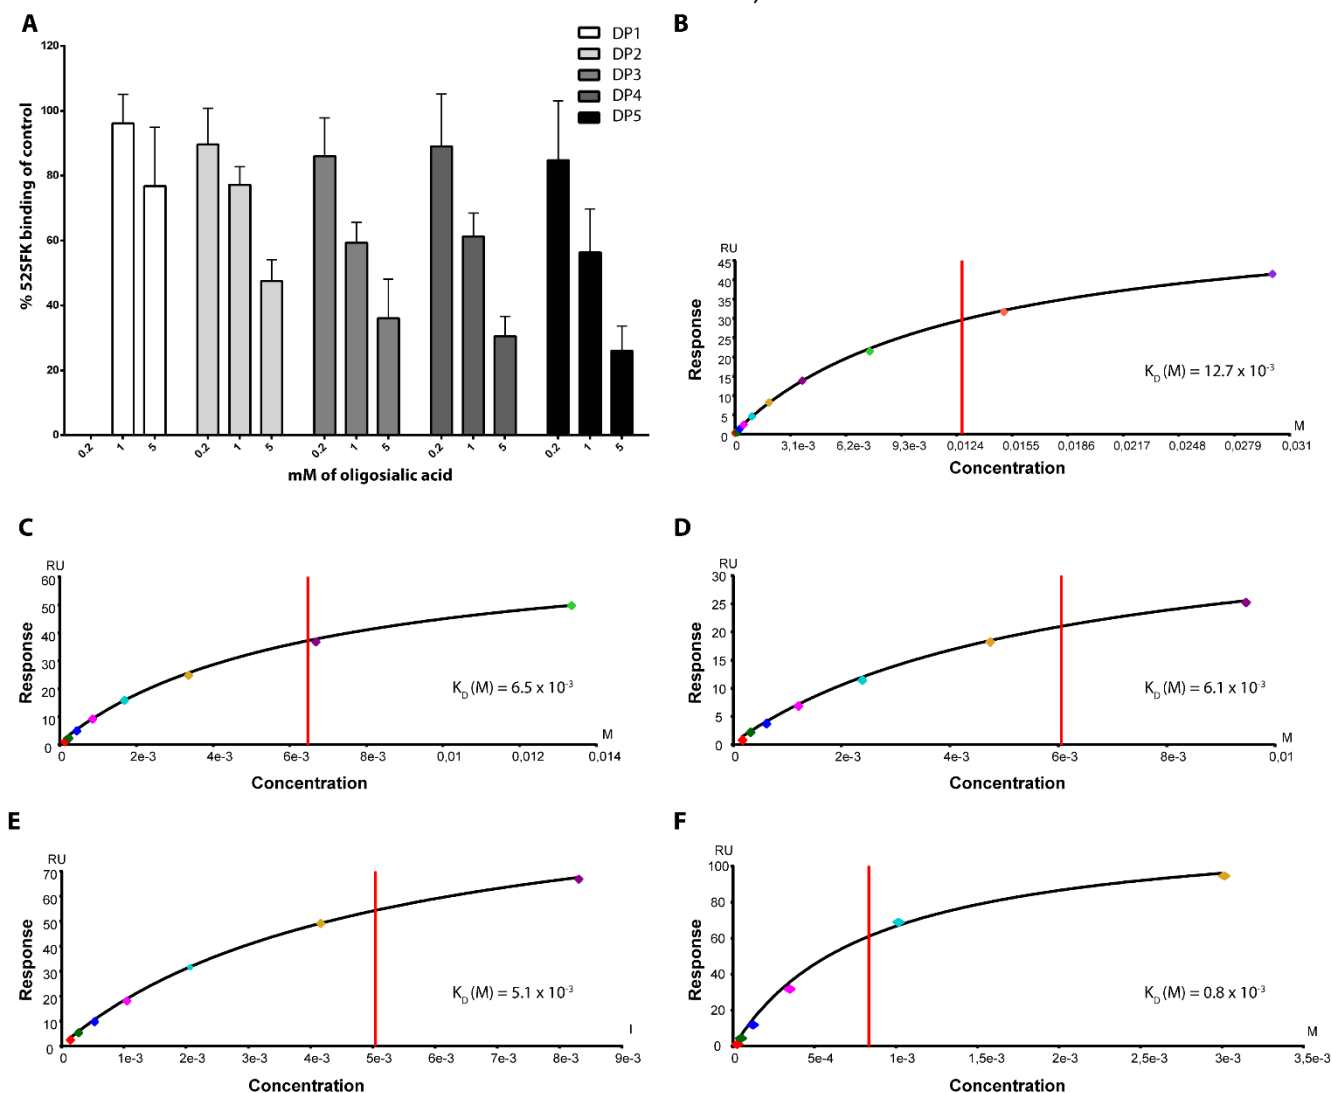 A
DP1
DP2
DP3
DP4
DP5
% 52SFK binding of control
120
100
80
60
40
20
0
0.2 1 5 0.2 1 5 0.2 1 5 0.2 1 5 0.2 1 5
mM of oligosialic acid
B
RU
Response
45
35
30
25
20
15
10
5
0
K_D (M) = 12.7 x 10^-3
M
0 3,1e-3 6,2e-3 9,3e-3 0,0124 0,0155 0,0186 0,0217 0,0248 0,0279 0,031
Concentration
C
RU
Response
60
50
40
30
20
10
0
K_D (M) = 6.5 x 10^-3
M
0 2e-3 4e-3 6e-3 8e-3 0,01 0,012 0,014
Concentration
D
RU
Response
30
25
20
15
10
5
0
K_D (M) = 6.1 x 10^-3
M
0 2e-3 4e-3 6e-3 8e-3 0,01
Concentration
E
RU
Response
70
60
50
40
30
20
10
0
K_D (M) = 5.1 x 10^-3
0 1e-3 2e-3 3e-3 4e-3 5e-3 6e-3 7e-3 8e-3 9e-3
Concentration
F
RU
Response
100
80
60
40
20
0
K_D (M) = 0.8 x 10^-3
M
0 5e-4 1e-3 1,5e-3 2e-3 2,5e-3 3e-3 3,5e-3
Concentration